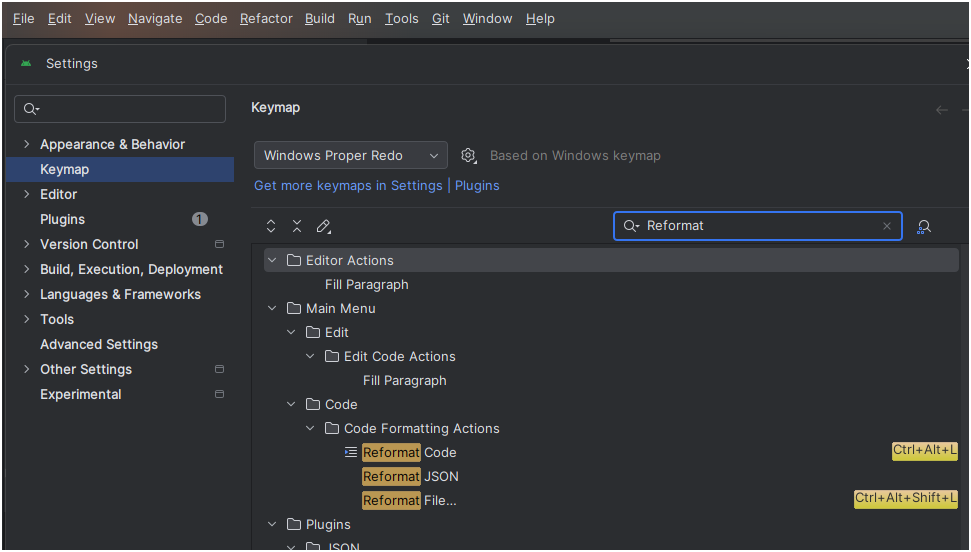 File Edit View Navigate Code Refactor Build Run Tools Git Window Help
Settings
Keymap
Appearance & Behavior
Keymap
Editor
Plugins 1
Version Control
Build, Execution, Deployment
Languages & Frameworks
Tools
Advanced Settings
Other Settings
Experimental
Windows Proper Redo Based on Windows keymap
Get more keymaps in Settings | Plugins
Reformat
Editor Actions
Fill Paragraph
Main Menu
Edit
Edit Code Actions
Fill Paragraph
Code
Code Formatting Actions
Reformat Code Ctrl+Alt+L
Reformat JSON
Reformat File... Ctrl+Alt+Shift+L
Plugins
JSON